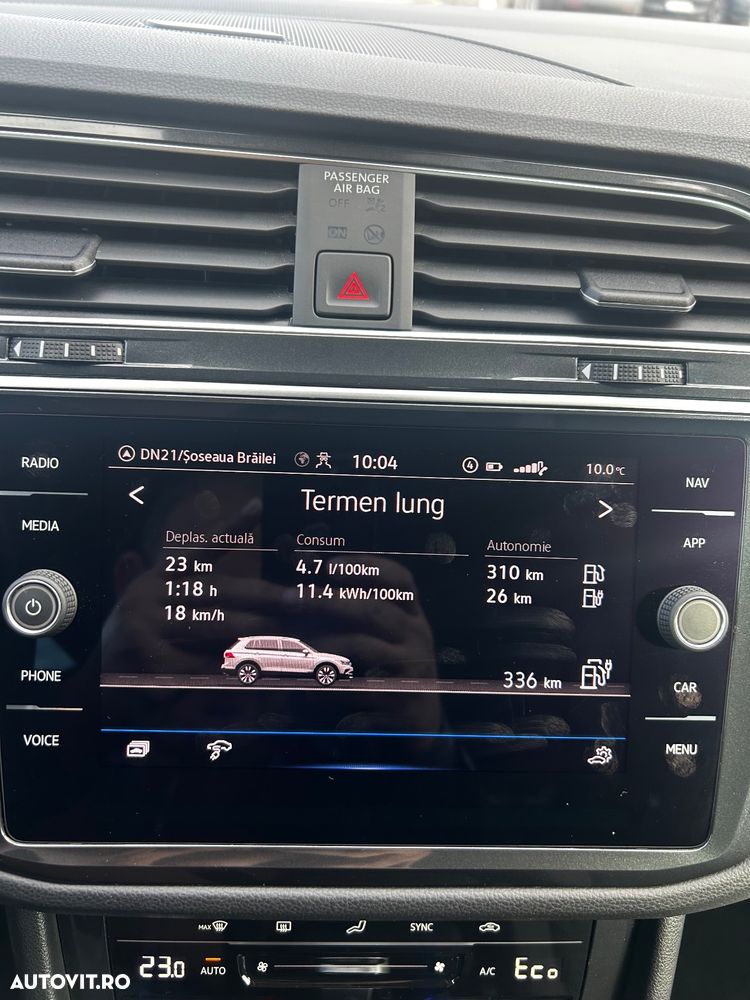 PASSENGER
AIR BAG
OFF
ON
RADIO
MEDIA
PHONE
VOICE
NAV
APP
CAR
MENU
DN21/Șoseaua Brăilei
10:04
4
10.0 °C
< Termen lung >
Deplas. actuală Consum Autonomie
23 km 4.7 l/100km 310 km
1:18 h 11.4 kWh/100km 26 km
18 km/h
336 km
MAX SYNC
23.0 AUTO A/C Eco
AUTOVIT.RO